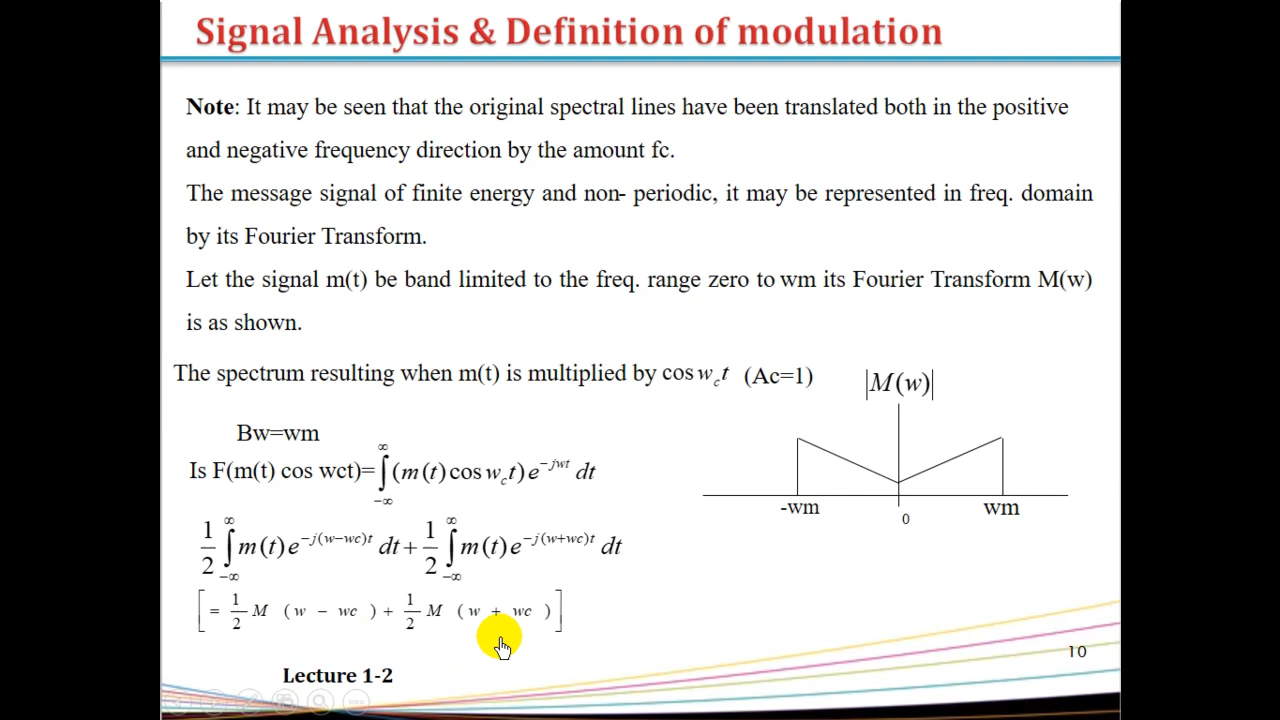 Signal Analysis & Definition of modulation
Note: It may be seen that the original spectral lines have been translated both in the positive
and negative frequency direction by the amount fc.
The message signal of finite energy and non- periodic, it may be represented in freq. domain
by its Fourier Transform.
Let the signal m(t) be band limited to the freq. range zero to wm its Fourier Transform M(w)
is as shown.
The spectrum resulting when m(t) is multiplied by cos w_c t (Ac=1)
|M(w)|
Bw=wm
Is F(m(t) cos wct)= ∫_{-∞}^{∞} (m(t) cos w_c t) e^{-jwt} dt
-wm 0 wm
1/2 ∫_{-∞}^{∞} m(t) e^{-j(w-wc)t} dt + 1/2 ∫_{-∞}^{∞} m(t) e^{-j(w+wc)t} dt
[ = 1/2 M (w - wc) + 1/2 M (w + wc) ]
10
Lecture 1-2